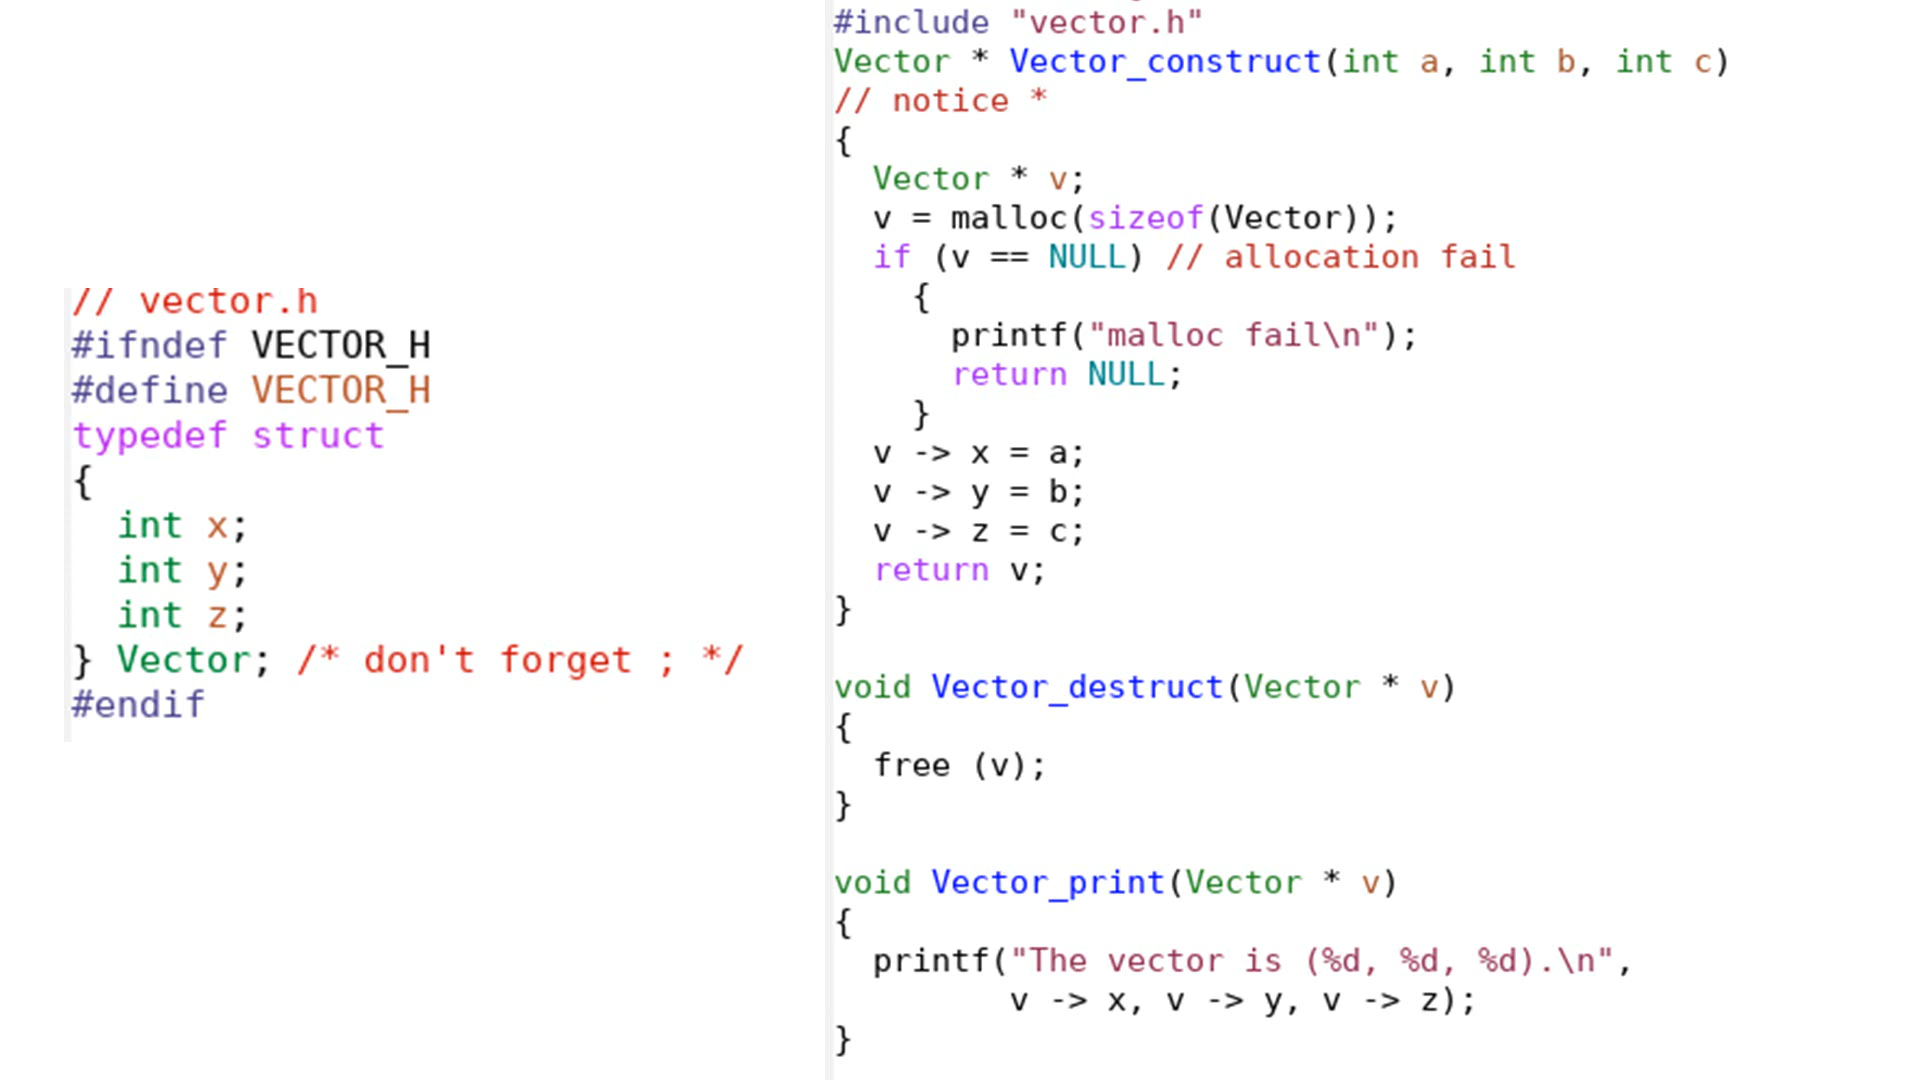 // vector.h
#ifndef VECTOR_H
#define VECTOR_H
typedef struct
{
  int x;
  int y;
  int z;
} Vector; /* don't forget ; */
#endif
#include "vector.h"
Vector * Vector_construct(int a, int b, int c)
// notice *
{
  Vector * v;
  v = malloc(sizeof(Vector));
  if (v == NULL) // allocation fail
    {
      printf("malloc fail\n");
      return NULL;
    }
  v -> x = a;
  v -> y = b;
  v -> z = c;
  return v;
}
void Vector_destruct(Vector * v)
{
  free (v);
}
void Vector_print(Vector * v)
{
  printf("The vector is (%d, %d, %d).\n",
         v -> x, v -> y, v -> z);
}